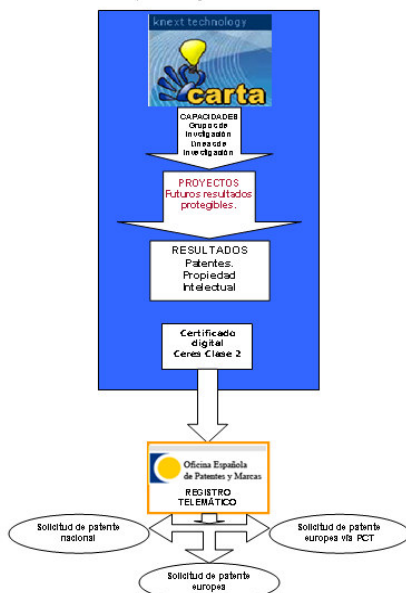 knext technology
carta
CAPACIDADES
Grupos de
Investigación
Líneas de
Investigación
PROYECTOS
Futuros resultados
protegibles.
RESULTADOS
Patentes.
Propiedad
Intelectual
Certificado
digital
Ceres Clase 2
Oficina Española
de Patentes y Marcas
REGISTRO
TELEMÁTICO
Solicitud de patente
nacional
Solicitud de patente
europea vía PCT
Solicitud de patente
europea